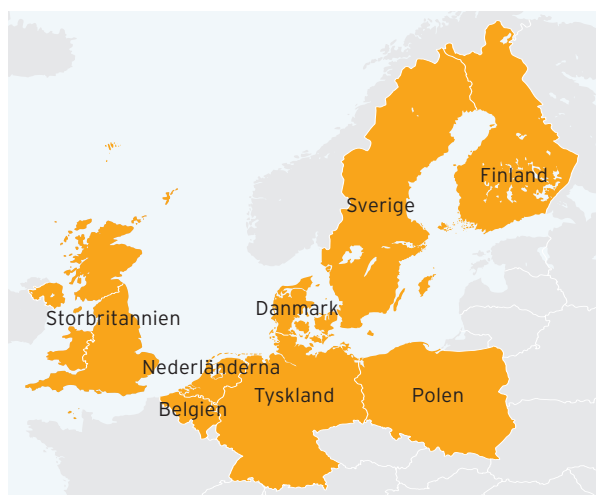 Finland
Sverige
Danmark
Storbritannien
Nederländerna
Tyskland
Polen
Belgien